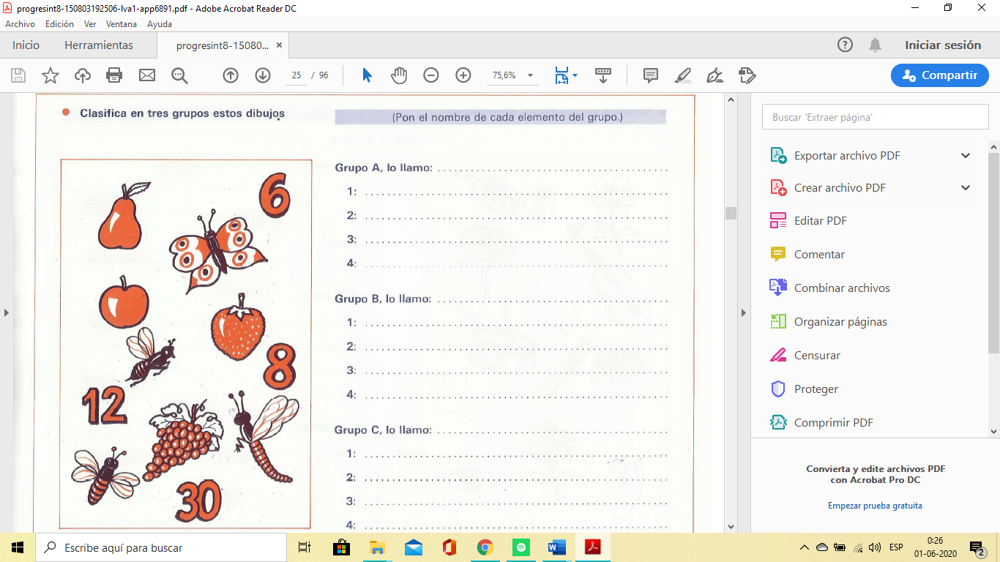 progresint8-150803192506-lva1-app6891.pdf - Adobe Acrobat Reader DC
Archivo Edición Ver Ventana Ayuda
Inicio Herramientas progresint8-15080... × Iniciar sesión
25 / 96 75,6% Compartir
Clasifica en tres grupos estos dibujos
(Pon el nombre de cada elemento del grupo.)
6
8
12
30
Grupo A, lo llamo:
1:
2:
3:
4:
Grupo B, lo llamo:
1:
2:
3:
4:
Grupo C, lo llamo:
1:
2:
3:
4:
Buscar 'Extraer página'
Exportar archivo PDF
Crear archivo PDF
Editar PDF
Comentar
Combinar archivos
Organizar páginas
Censurar
Proteger
Comprimir PDF
Convierta y edite archivos PDF
con Acrobat Pro DC
Empezar prueba gratuita
Escribe aquí para buscar
ESP
0:26
01-06-2020
2